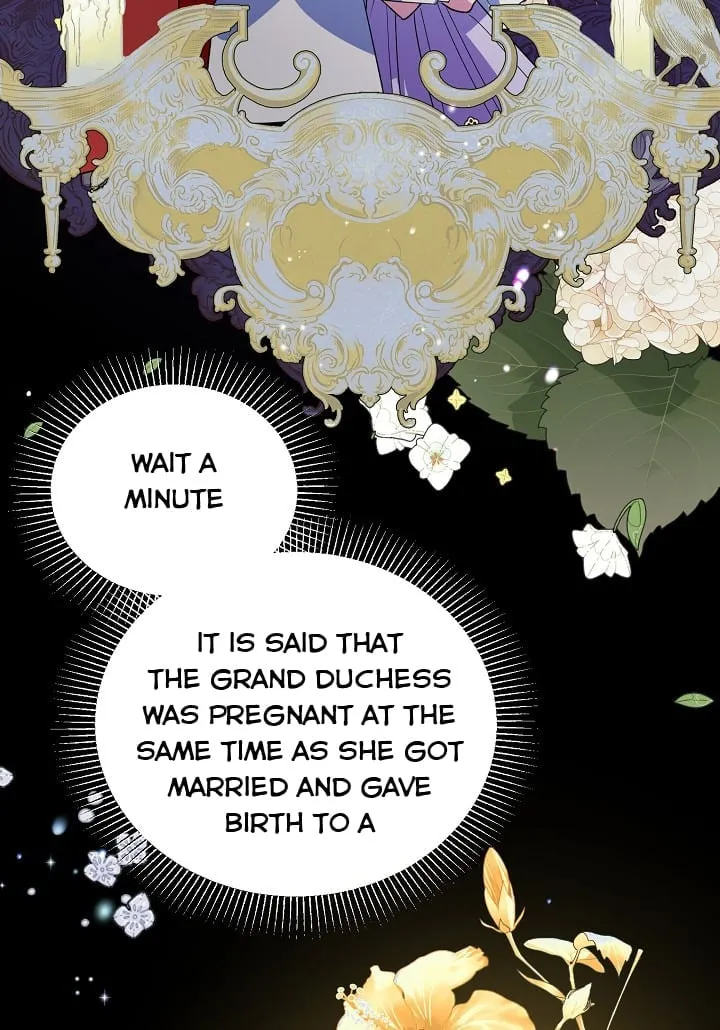 WAIT A
MINUTE
IT IS SAID THAT
THE GRAND DUCHESS
WAS PREGNANT AT THE
SAME TIME AS SHE GOT
MARRIED AND GAVE
BIRTH TO A